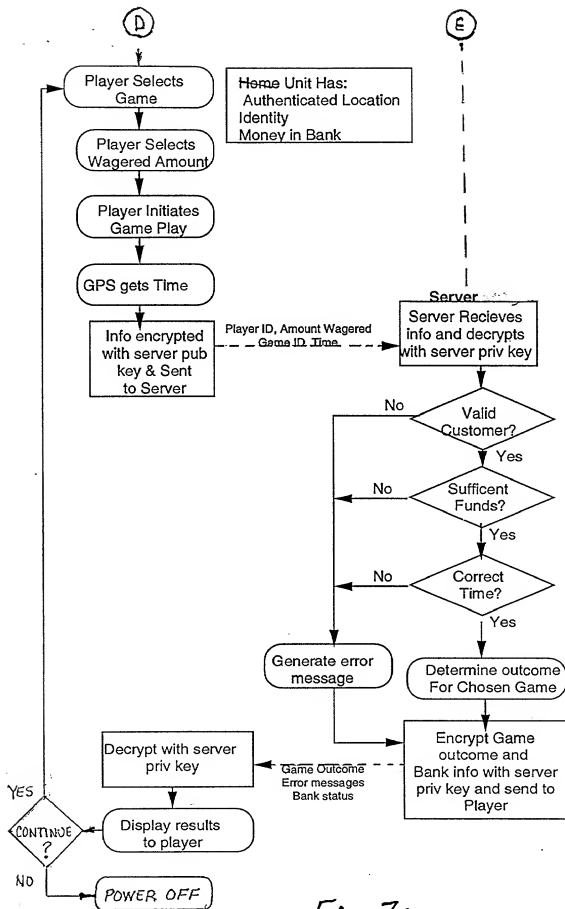 D
E
Player Selects
Game
Home Unit Has:
Authenticated Location
Identity
Money in Bank
Player Selects
Wagered Amount
Player Initiates
Game Play
GPS gets Time
Info encrypted
with server pub
key & Sent
to Server
Player ID, Amount Wagered
Game ID, Time
Server
Server Recieves
info and decrypts
with server priv key
Valid
Customer?
No
Yes
Sufficent
Funds?
No
Yes
Correct
Time?
No
Yes
Generate error
message
Determine outcome
For Chosen Game
Encrypt Game
outcome and
Bank info with server
priv key and send to
Player
Game Outcome
Error messages
Bank status
Decrypt with server
priv key
Display results
to player
YES
CONTINUE
?
NO
POWER OFF